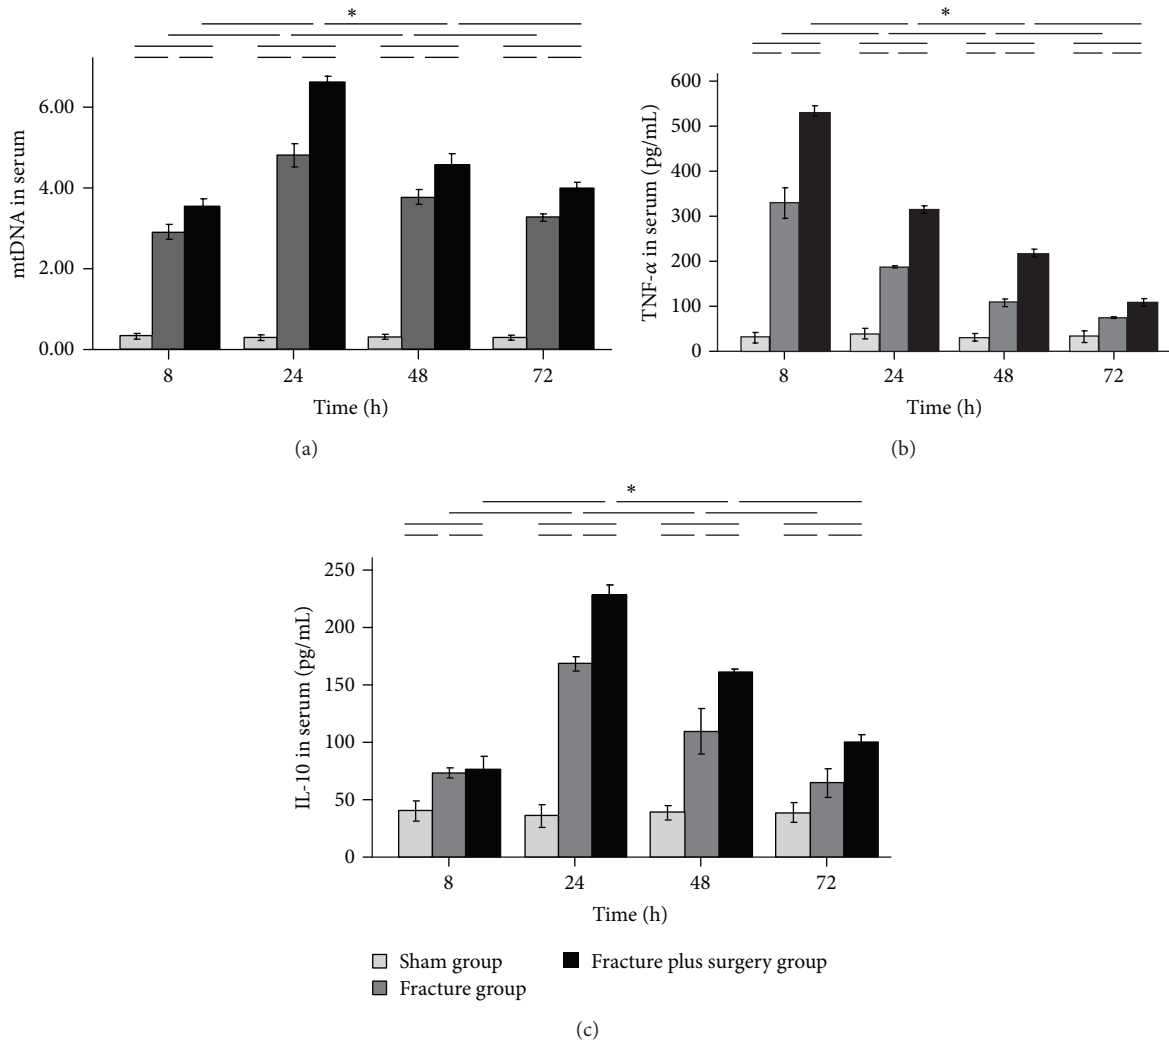 *
6.00
4.00
2.00
0.00
mtDNA in serum
8 24 48 72
Time (h)
(a)
*
600
500
400
300
200
100
0
TNF-α in serum (pg/mL)
8 24 48 72
Time (h)
(b)
*
250
200
150
100
50
0
IL-10 in serum (pg/mL)
8 24 48 72
Time (h)
Sham group
Fracture group
Fracture plus surgery group
(c)